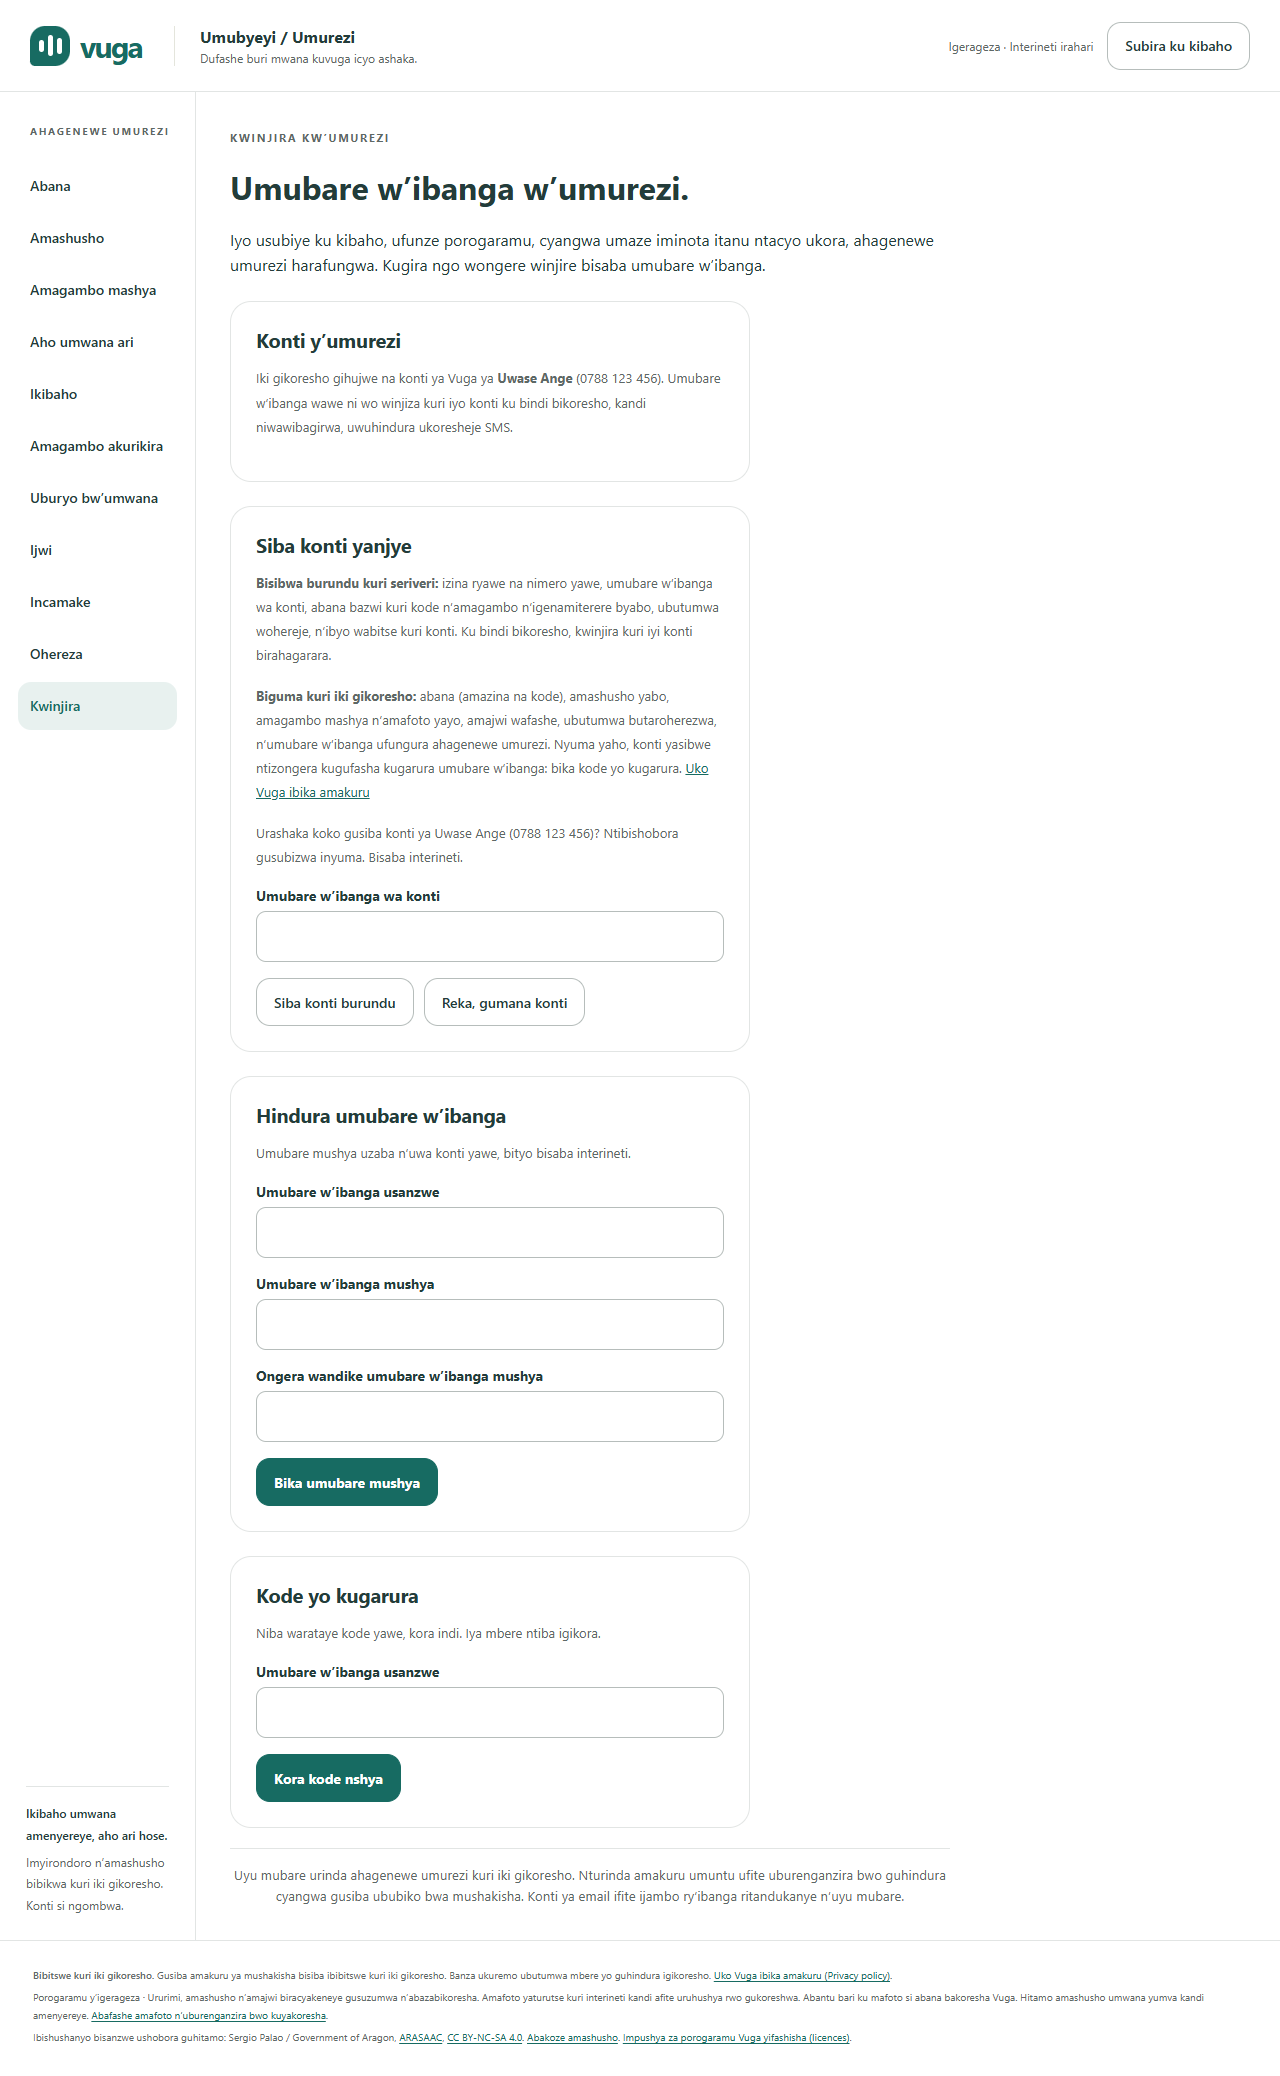 vuga
Umubyeyi / Umurezi
Dufashe buri mwana kuvuga icyo ashaka.
Igerageza · Interineti irahari
Subira ku kibaho
AHAGENEWE UMUREZI
Abana
Amashusho
Amagambo mashya
Aho umwana ari
Ikibaho
Amagambo akurikira
Uburyo bw’umwana
Ijwi
Incamake
Ohereza
Kwinjira
Ikibaho umwana
amenyereye, aho ari hose.
Imyirondoro n’amashusho
bibikwa kuri iki gikoresho.
Konti si ngombwa.
KWINJIRA KW’UMUREZI
Umubare w’ibanga w’umurezi.
Iyo usubiye ku kibaho, ufunze porogaramu, cyangwa umaze iminota itanu ntacyo ukora, ahagenewe
umurezi harafungwa. Kugira ngo wongere winjire bisaba umubare w’ibanga.
Konti y’umurezi
Iki gikoresho gihujwe na konti ya Vuga ya Uwase Ange (0788 123 456). Umubare
w’ibanga wawe ni wo winjiza kuri iyo konti ku bindi bikoresho, kandi
niwawibagirwa, uwuhindura ukoresheje SMS.
Siba konti yanjye
Bisibwa burundu kuri seriveri: izina ryawe na nimero yawe, umubare w’ibanga
wa konti, abana bazwi kuri kode n’amagambo n’igenamiterere byabo, ubutumwa
wohereje, n’ibyo wabitse kuri konti. Ku bindi bikoresho, kwinjira kuri iyi konti
birahagarara.
Biguma kuri iki gikoresho: abana (amazina na kode), amashusho yabo,
amagambo mashya n’amafoto yayo, amajwi wafashe, ubutumwa butaroherezwa,
n’umubare w’ibanga ufungura ahagenewe umurezi. Nyuma yaho, konti yasibwe
ntizongera kugufasha kugarura umubare w’ibanga: bika kode yo kugarura. Uko
Vuga ibika amakuru
Urashaka koko gusiba konti ya Uwase Ange (0788 123 456)? Ntibishobora
gusubizwa inyuma. Bisaba interineti.
Umubare w’ibanga wa konti
Siba konti burundu
Reka, gumana konti
Hindura umubare w’ibanga
Umubare mushya uzaba n’uwa konti yawe, bityo bisaba interineti.
Umubare w’ibanga usanzwe
Umubare w’ibanga mushya
Ongera wandike umubare w’ibanga mushya
Bika umubare mushya
Kode yo kugarura
Niba warataye kode yawe, kora indi. Iya mbere ntiba igikora.
Umubare w’ibanga usanzwe
Kora kode nshya
Uyu mubare urinda ahagenewe umurezi kuri iki gikoresho. Nturinda amakuru umuntu ufite uburenganzira bwo guhindura
cyangwa gusiba ububiko bwa mushakisha. Konti ya email ifite ijambo ry’ibanga ritandukanye n’uyu mubare.
Bibitswe kuri iki gikoresho. Gusiba amakuru ya mushakisha bisiba ibibitswe kuri iki gikoresho. Banza ukuremo ubutumwa mbere yo guhindura igikoresho. Uko Vuga ibika amakuru (Privacy policy).
Porogaramu y’igerageza · Ururimi, amashusho n’amajwi biracyakeneye gusuzumwa n’abazabikoresha. Amafoto yaturutse kuri interineti kandi afite uruhushya rwo gukoreshwa. Abantu bari ku mafoto si abana bakoresha Vuga. Hitamo amashusho umwana yumva kandi
amenyereye. Abafashe amafoto n’uburenganzira bwo kuyakoresha.
Ibishushanyo bisanzwe ushobora guhitamo: Sergio Palao / Government of Aragon, ARASAAC, CC BY-NC-SA 4.0. Abakoze amashusho. Impushya za porogaramu Vuga yifashisha (licences).